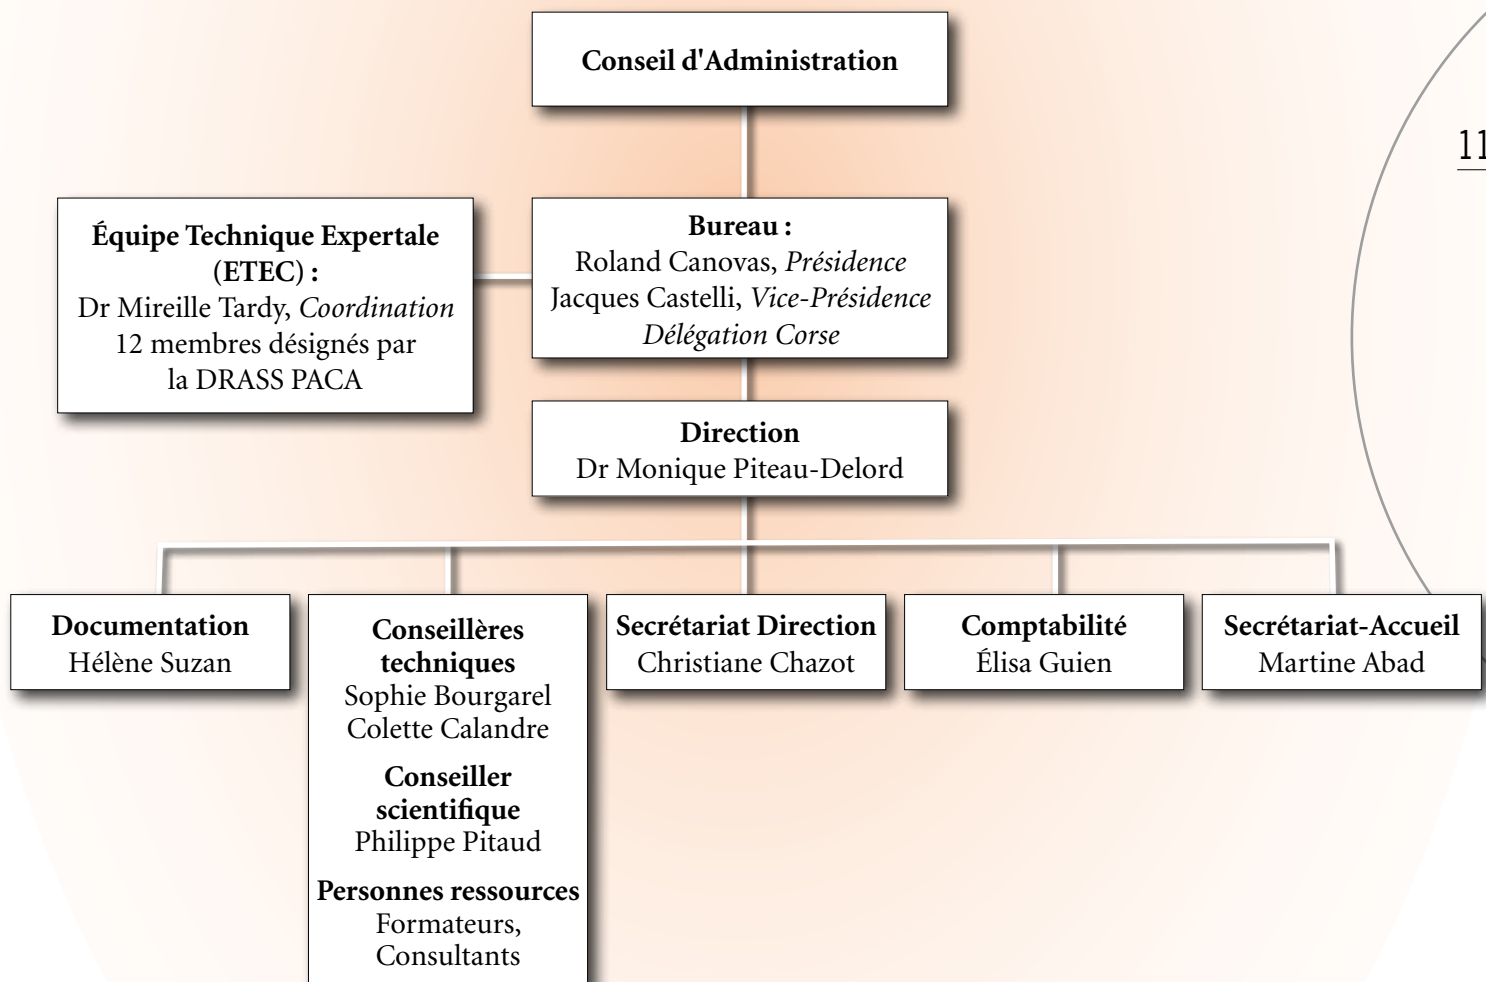 Conseil d'Administration
11
Équipe Technique Expertale
(ETEC) :
Dr Mireille Tardy, Coordination
12 membres désignés par
la DRASS PACA
Bureau :
Roland Canovas, Présidence
Jacques Castelli, Vice-Présidence
Délégation Corse
Direction
Dr Monique Piteau-Delord
Documentation
Hélène Suzan
Conseillères
techniques
Sophie Bourgarel
Colette Calandre
Conseiller
scientifique
Philippe Pitaud
Personnes ressources
Formateurs,
Consultants
Secrétariat Direction
Christiane Chazot
Comptabilité
Élisa Guien
Secrétariat-Accueil
Martine Abad